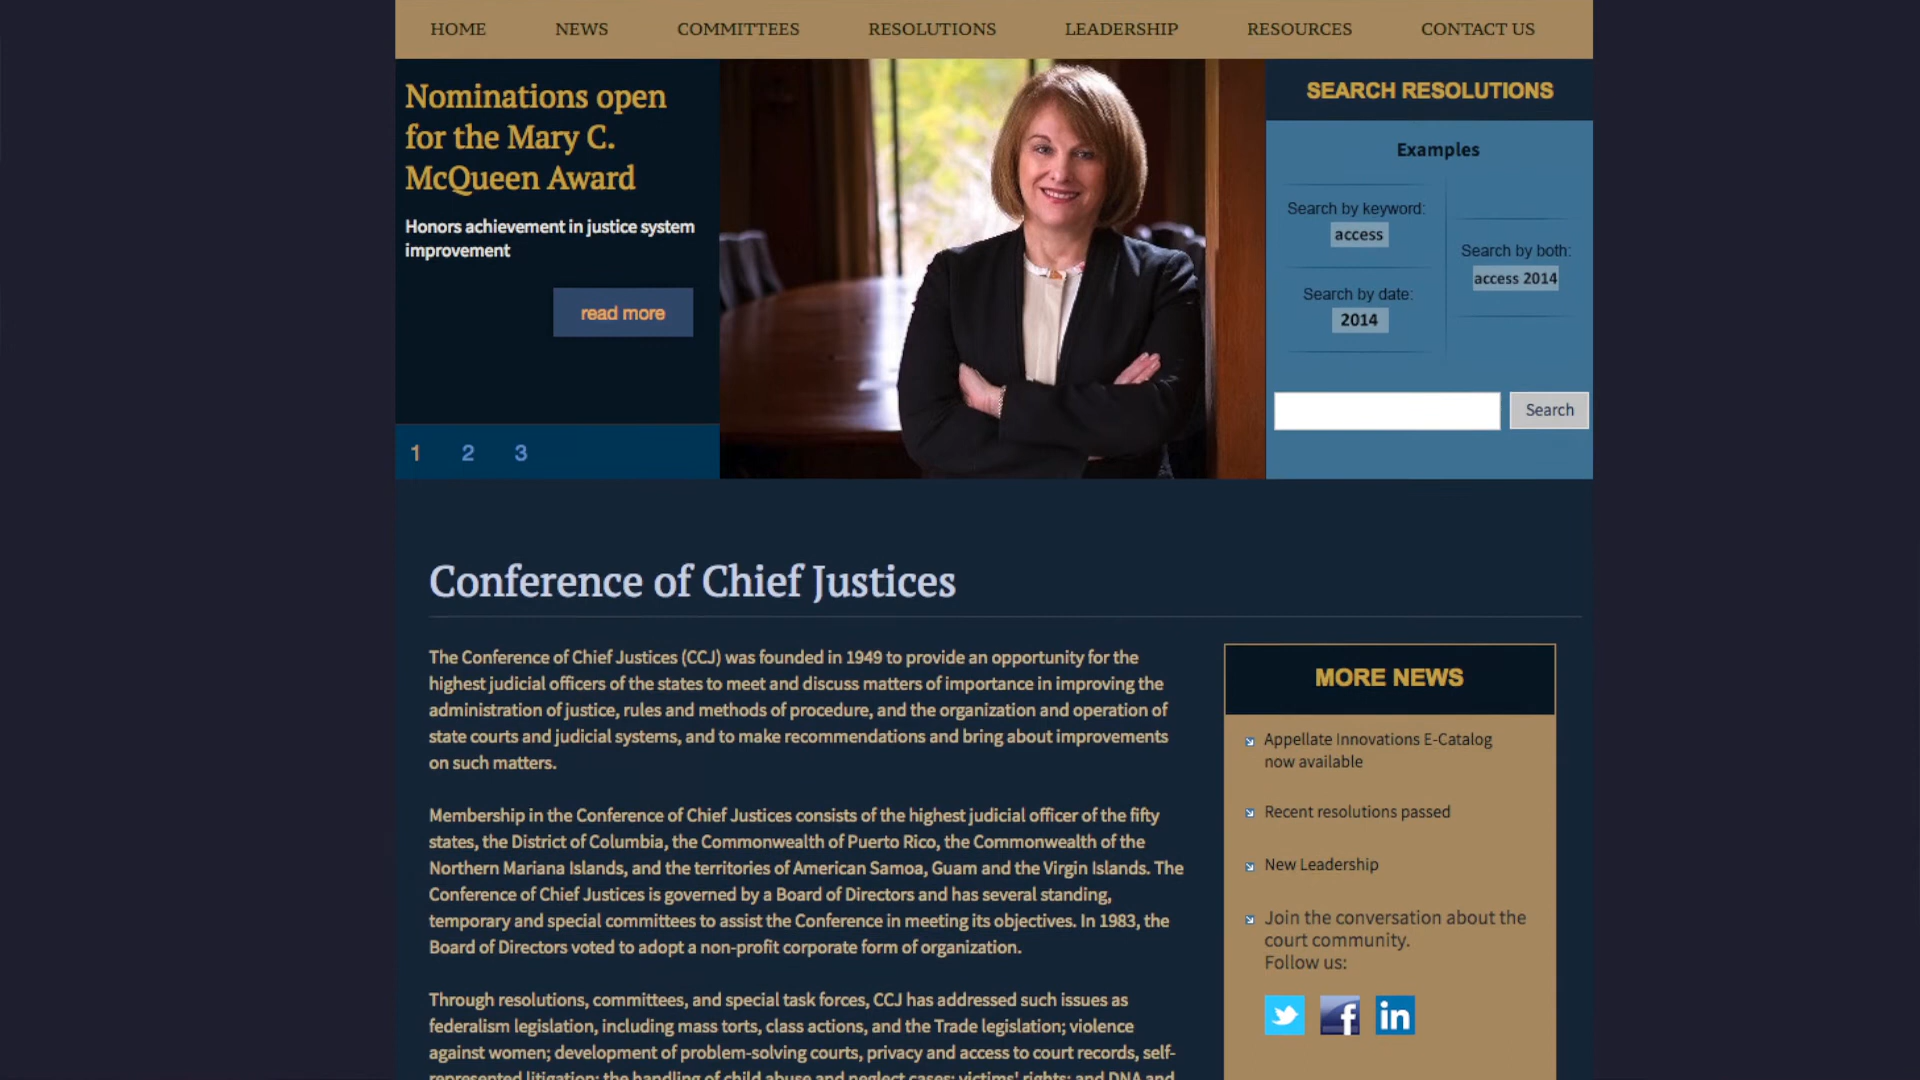 HOME NEWS COMMITTEES RESOLUTIONS LEADERSHIP RESOURCES CONTACT US
Nominations open
for the Mary C.
McQueen Award
Honors achievement in justice system
improvement
read more
1 2 3
SEARCH RESOLUTIONS
Examples
Search by keyword:
access
Search by date:
2014
Search by both:
access 2014
Search
Conference of Chief Justices
The Conference of Chief Justices (CCJ) was founded in 1949 to provide an opportunity for the
highest judicial officers of the states to meet and discuss matters of importance in improving the
administration of justice, rules and methods of procedure, and the organization and operation of
state courts and judicial systems, and to make recommendations and bring about improvements
on such matters.
Membership in the Conference of Chief Justices consists of the highest judicial officer of the fifty
states, the District of Columbia, the Commonwealth of Puerto Rico, the Commonwealth of the
Northern Mariana Islands, and the territories of American Samoa, Guam and the Virgin Islands. The
Conference of Chief Justices is governed by a Board of Directors and has several standing,
temporary and special committees to assist the Conference in meeting its objectives. In 1983, the
Board of Directors voted to adopt a non-profit corporate form of organization.
Through resolutions, committees, and special task forces, CCJ has addressed such issues as
federalism legislation, including mass torts, class actions, and the Trade legislation; violence
against women; development of problem-solving courts, privacy and access to court records, self-
represented litigation; the handling of child abuse and neglect cases; victims' rights; and DNA and
MORE NEWS
Appellate Innovations E-Catalog
now available
Recent resolutions passed
New Leadership
Join the conversation about the
court community.
Follow us:
f
in